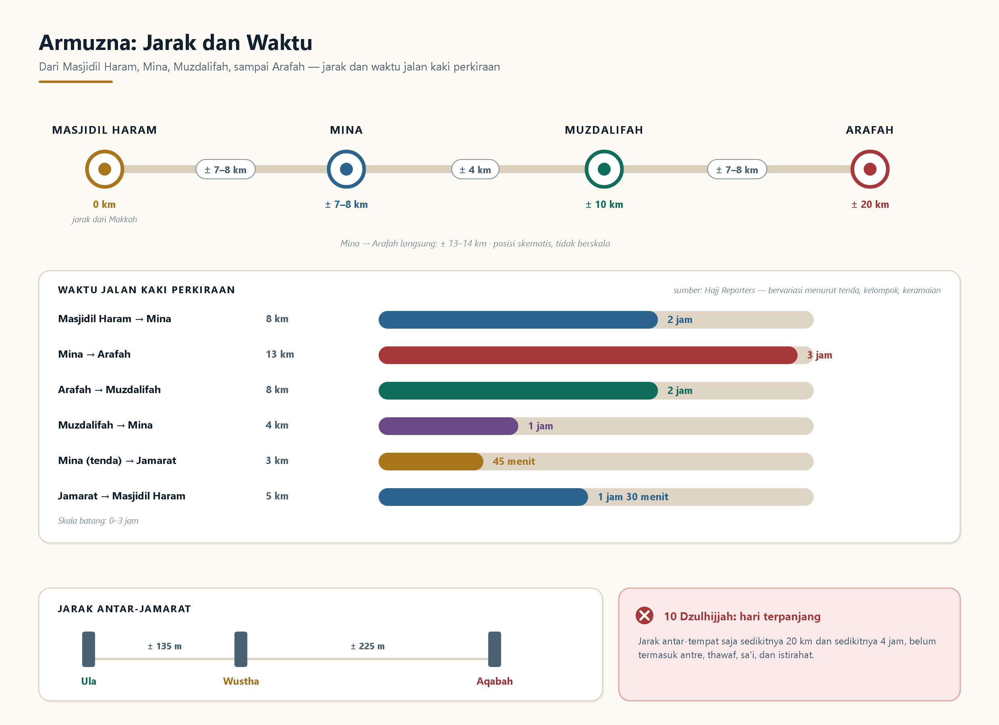 Armuzna: Jarak dan Waktu
Dari Masjidil Haram, Mina, Muzdalifah, sampai Arafah — jarak dan waktu jalan kaki perkiraan
MASJIDIL HARAM
MINA
MUZDALIFAH
ARAFAH
± 7–8 km
± 4 km
± 7–8 km
0 km
± 7–8 km
± 10 km
± 20 km
jarak dari Makkah
Mina → Arafah langsung: ± 13–14 km · posisi skematis, tidak berskala
WAKTU JALAN KAKI PERKIRAAN
sumber: Hajj Reporters — bervariasi menurut tenda, kelompok, keramaian
Masjidil Haram → Mina 8 km 2 jam
Mina → Arafah 13 km 3 jam
Arafah → Muzdalifah 8 km 2 jam
Muzdalifah → Mina 4 km 1 jam
Mina (tenda) → Jamarat 3 km 45 menit
Jamarat → Masjidil Haram 5 km 1 jam 30 menit
Skala batang: 0–3 jam
JARAK ANTAR-JAMARAT
± 135 m
± 225 m
Ula
Wustha
Aqabah
10 Dzulhijjah: hari terpanjang
Jarak antar-tempat saja sedikitnya 20 km dan sedikitnya 4 jam, belum
termasuk antre, thawaf, sa'i, dan istirahat.